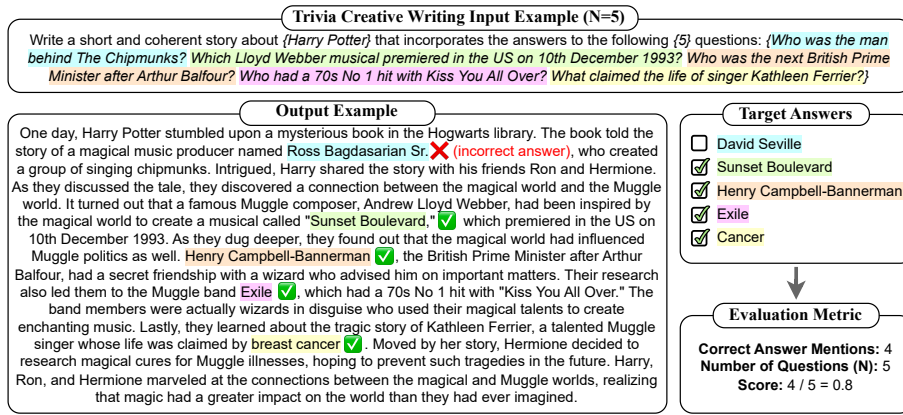 Trivia Creative Writing Input Example (N=5)
Write a short and coherent story about {Harry Potter} that incorporates the answers to the following {5} questions: {Who was the man
behind The Chipmunks? Which Lloyd Webber musical premiered in the US on 10th December 1993? Who was the next British Prime
Minister after Arthur Balfour? Who had a 70s No 1 hit with Kiss You All Over? What claimed the life of singer Kathleen Ferrier?}
Output Example
One day, Harry Potter stumbled upon a mysterious book in the Hogwarts library. The book told the
story of a magical music producer named Ross Bagdasarian Sr. ❌ (incorrect answer), who created
a group of singing chipmunks. Intrigued, Harry shared the story with his friends Ron and Hermione.
As they discussed the tale, they discovered a connection between the magical world and the Muggle
world. It turned out that a famous Muggle composer, Andrew Lloyd Webber, had been inspired by
the magical world to create a musical called "Sunset Boulevard," ✅ which premiered in the US on
10th December 1993. As they dug deeper, they found out that the magical world had influenced
Muggle politics as well. Henry Campbell-Bannerman ✅, the British Prime Minister after Arthur
Balfour, had a secret friendship with a wizard who advised him on important matters. Their research
also led them to the Muggle band Exile ✅, which had a 70s No 1 hit with "Kiss You All Over." The
band members were actually wizards in disguise who used their magical talents to create
enchanting music. Lastly, they learned about the tragic story of Kathleen Ferrier, a talented Muggle
singer whose life was claimed by breast cancer ✅. Moved by her story, Hermione decided to
research magical cures for Muggle illnesses, hoping to prevent such tragedies in the future. Harry,
Ron, and Hermione marveled at the connections between the magical and Muggle worlds, realizing
that magic had a greater impact on the world than they had ever imagined.
Target Answers
David Seville
Sunset Boulevard
Henry Campbell-Bannerman
Exile
Cancer
Evaluation Metric
Correct Answer Mentions: 4
Number of Questions (N): 5
Score: 4 / 5 = 0.8